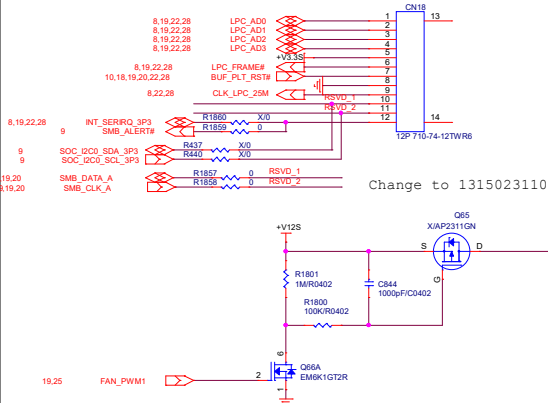 CN18
8,19,22,28 LPC_AD0 1 13
8,19,22,28 LPC_AD1 2
8,19,22,28 LPC_AD2 3
8,19,22,28 LPC_AD3 4
+V3.3S 5
8,19,22,28 LPC_FRAME# 6
10,18,19,20,22,28 BUF_PLT_RST# 7
8
8,22,28 CLK_LPC_25M 9
RSVD_1 10
RSVD_2 11
8,19,22,28 INT_SERIRQ_3P3 R1860 X/0 12 14
9 SMB_ALERT# R1859 0
12P 710-74-12TWR6
9 SOC_I2C0_SDA_3P3 R437 X/0
9 SOC_I2C0_SCL_3P3 R440 X/0
,19,20 SMB_DATA_A R1857 0 RSVD_1
9,19,20 SMB_CLK_A R1858 0 RSVD_2
Change to 1315023110
Q65
X/AP2311GN
+V12S
S D
G
R1801
1M/R0402
C844
1000pF/C0402
R1800
100K/R0402
6
Q66A
EM6K1GT2R
19,25 FAN_PWM1 2
1